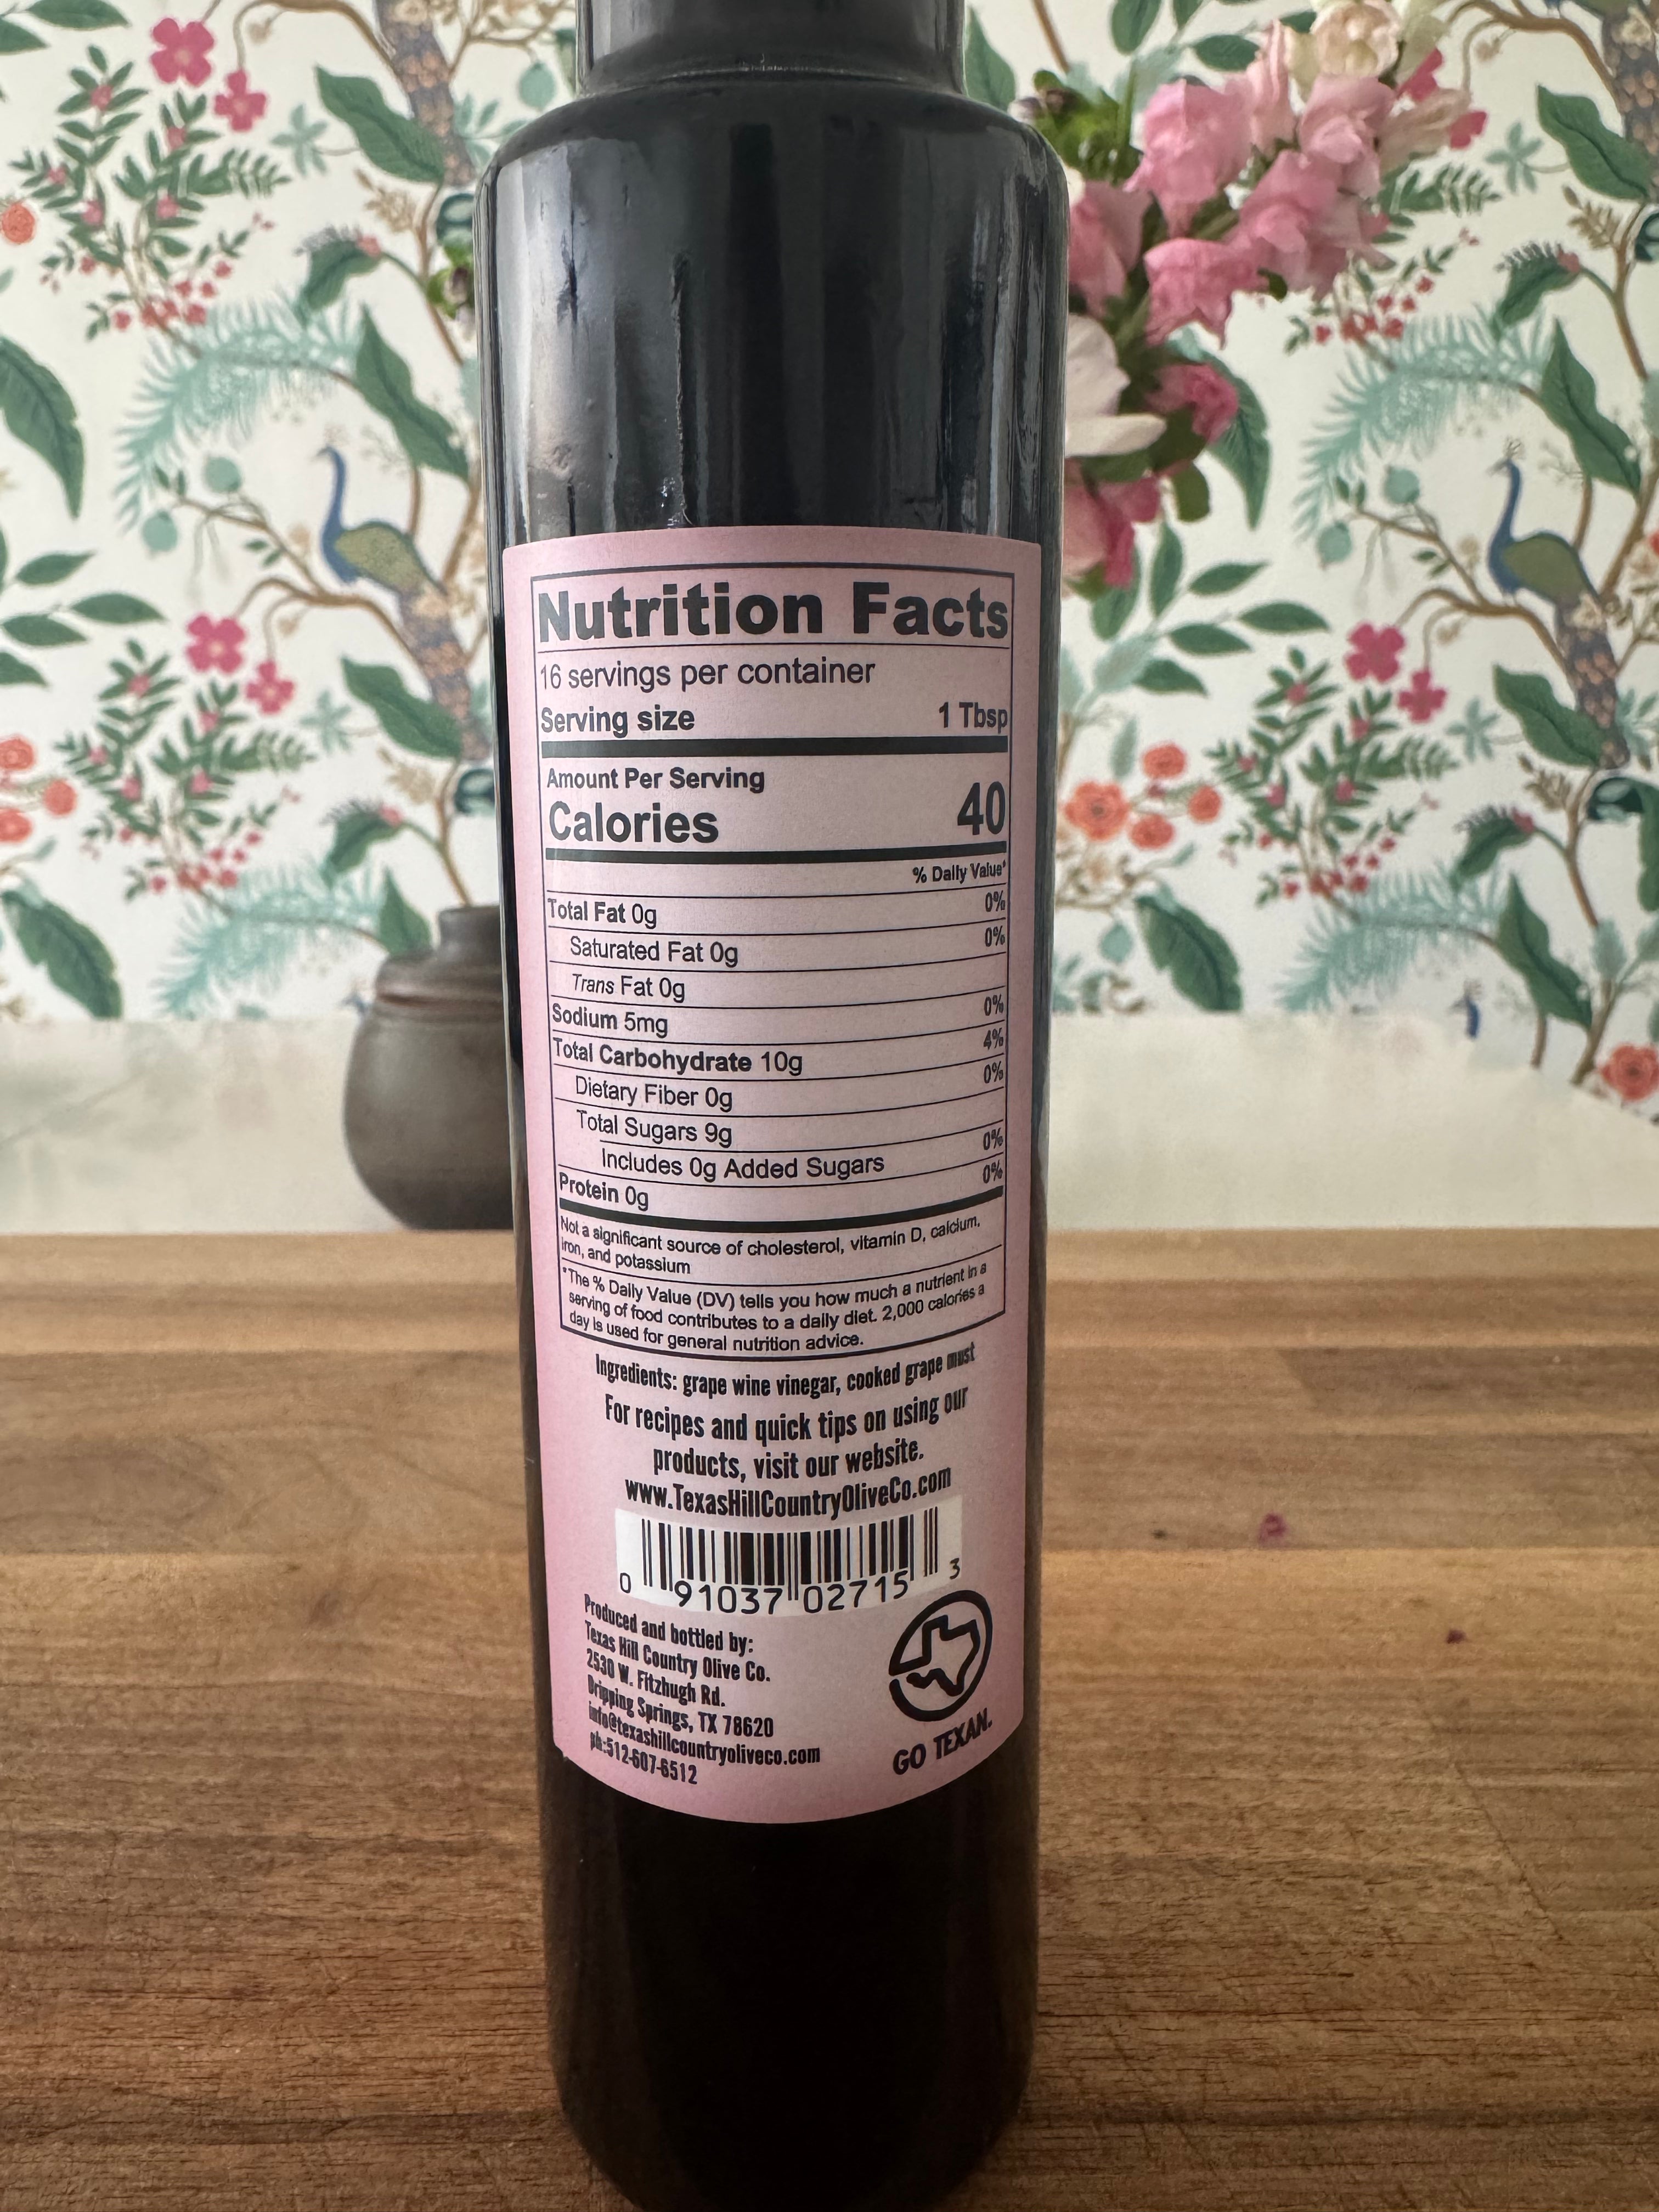 Nutrition Facts
16 servings per container
Serving size 1 Tbsp
Amount Per Serving
Calories 40
% Daily Value*
Total Fat 0g 0%
Saturated Fat 0g 0%
Trans Fat 0g
Sodium 5mg 0%
Total Carbohydrate 10g 4%
Dietary Fiber 0g 0%
Total Sugars 9g
Includes 0g Added Sugars 0%
Protein 0g 0%
Not a significant source of cholesterol, vitamin D, calcium,
iron, and potassium
*The % Daily Value (DV) tells you how much a nutrient in a
serving of food contributes to a daily diet. 2,000 calories a
day is used for general nutrition advice.
Ingredients: grape wine vinegar, cooked grape must
For recipes and quick tips on using our
products, visit our website.
www.TexasHillCountryOliveCo.com
0 91037 02715 3
Produced and bottled by:
Texas Hill Country Olive Co.
2530 W. Fitzhugh Rd.
Dripping Springs, TX 78620
info@texashillcountryoliveco.com
ph:512-607-6512
GO TEXAN.